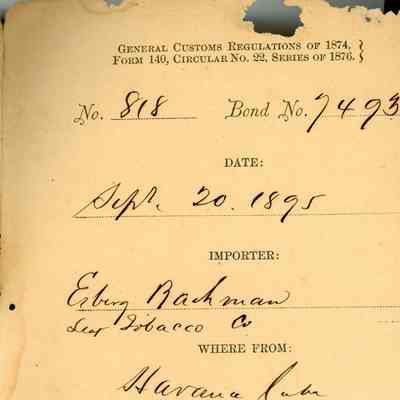 GENERAL CUSTOMS REGULATIONS OF 1874,
FORM 140, CIRCULAR NO. 22, SERIES OF 1876.
No. 818 Bond No. 7493
DATE:
Sept. 20. 1895
IMPORTER:
Esberg Bachman
Leaf Tobacco Co
WHERE FROM:
Havana Cuba